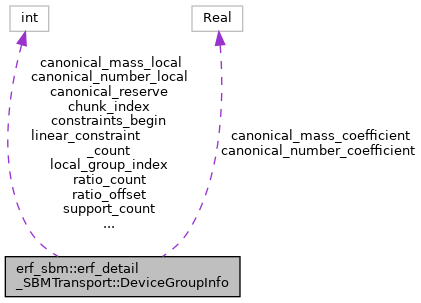 int
Real
canonical_mass_local
canonical_number_local
canonical_reserve
chunk_index
constraints_begin
linear_constraint
_count
local_group_index
ratio_count
ratio_offset
support_count
...
canonical_mass_coefficient
canonical_number_coefficient
erf_sbm::erf_detail
_SBMTransport::DeviceGroupInfo